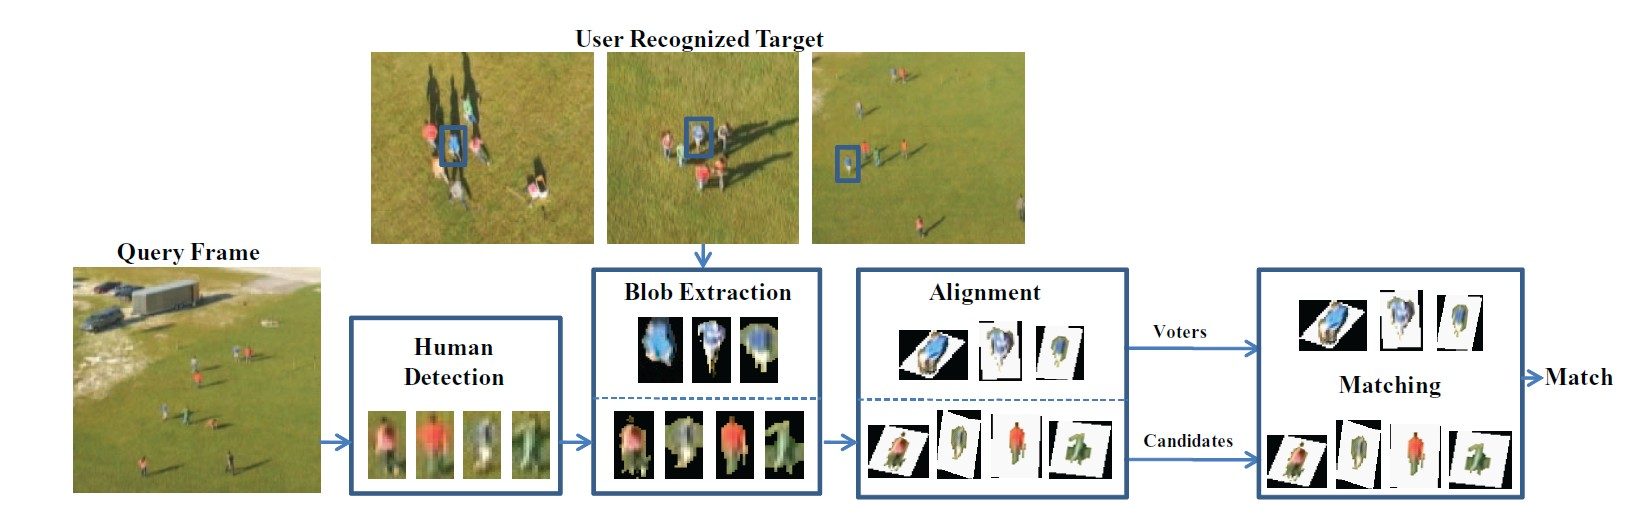 User Recognized Target
Query Frame
Human
Detection
Blob Extraction
Alignment
Voters
Candidates
Matching
Match